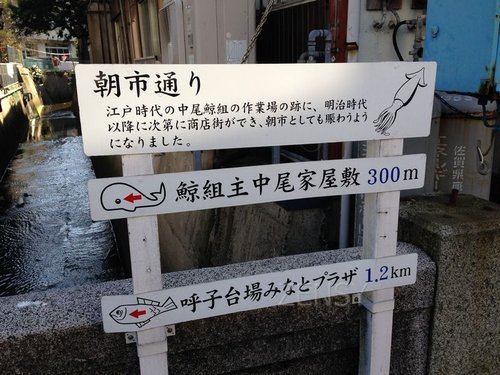 朝市通り
江戸時代の中尾鯨組の作業場の跡に、明治時代
以降に次第に商店街ができ、朝市としても賑わうよう
になりました。
鯨組主中尾家屋敷 300m
呼子台場みなとプラザ 1.2km
佐賀県